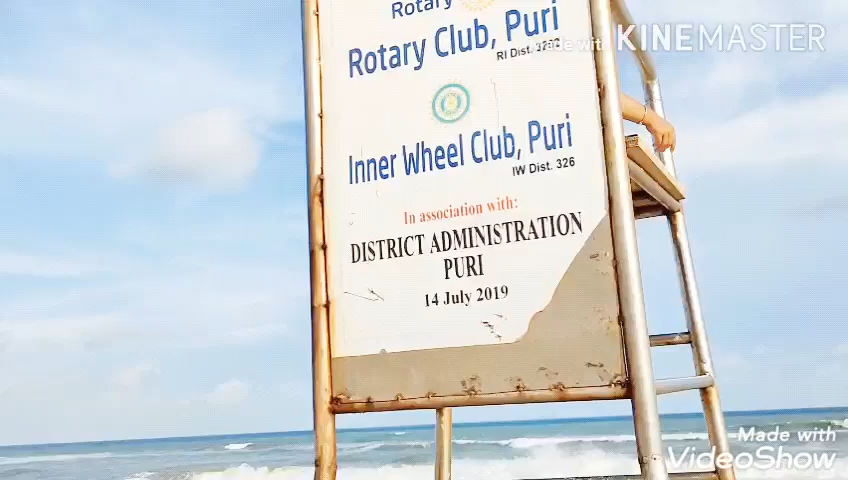 Rotary
Rotary Club, Puri
RI Dist. 3262
Inner Wheel Club, Puri
IW Dist. 326
In association with:
DISTRICT ADMINISTRATION
PURI
14 July 2019
Made with KINEMASTER
Made with
VideoShow